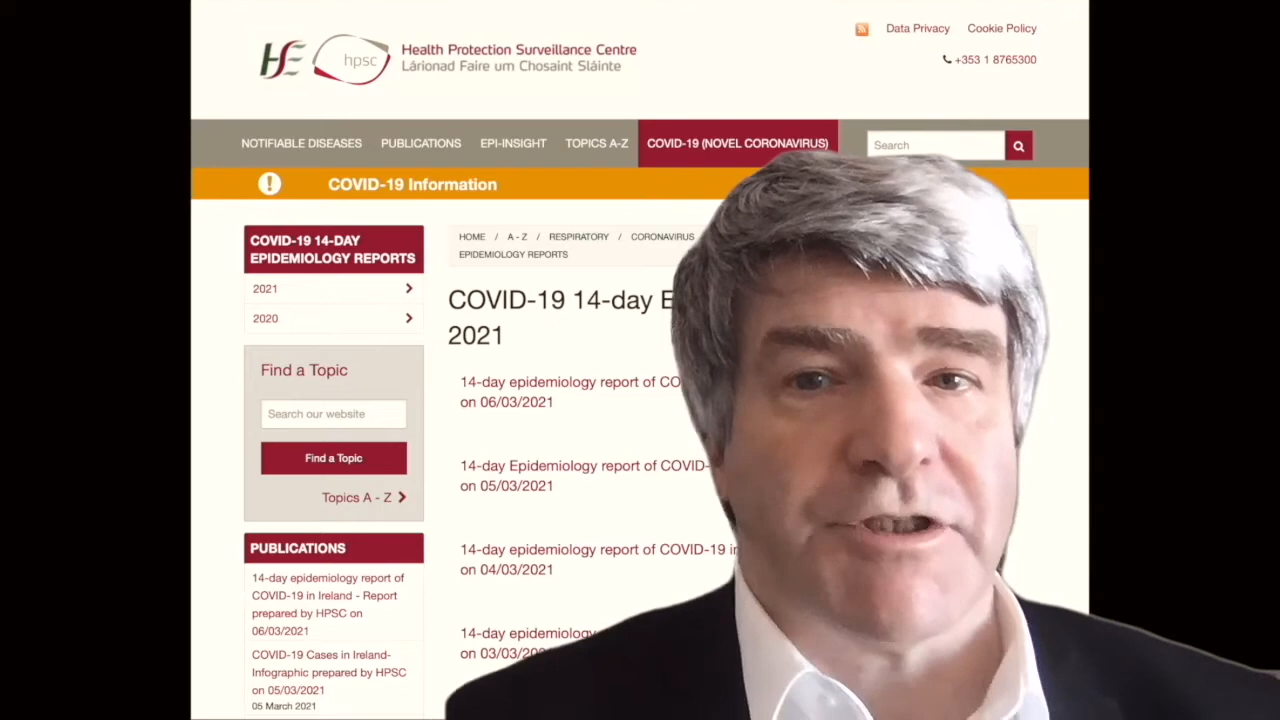 Data Privacy Cookie Policy
HSE hpsc Health Protection Surveillance Centre
Lárionad Faire um Chosaint Sláinte
+353 1 8765300
NOTIFIABLE DISEASES PUBLICATIONS EPI-INSIGHT TOPICS A-Z COVID-19 (NOVEL CORONAVIRUS) Search
! COVID-19 Information
COVID-19 14-DAY
EPIDEMIOLOGY REPORTS
2021
2020
Find a Topic
Search our website
Find a Topic
Topics A - Z
PUBLICATIONS
14-day epidemiology report of
COVID-19 in Ireland - Report
prepared by HPSC on
06/03/2021
COVID-19 Cases in Ireland-
Infographic prepared by HPSC
on 05/03/2021
05 March 2021
HOME / A - Z / RESPIRATORY / CORONAVIRUS
EPIDEMIOLOGY REPORTS
COVID-19 14-day E
2021
14-day epidemiology report of CO
on 06/03/2021
14-day Epidemiology report of COVID-
on 05/03/2021
14-day epidemiology report of COVID-19 in
on 04/03/2021
14-day epidemiology
on 03/03/2021